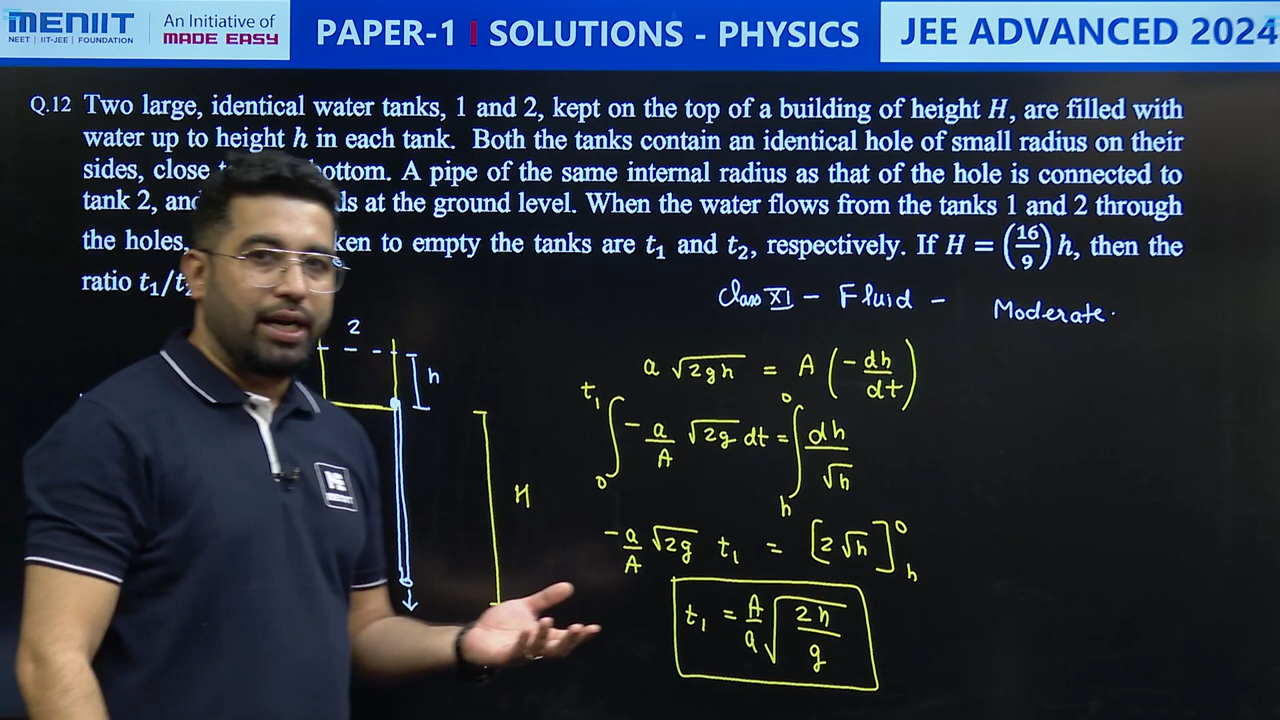 MENIIT
NEET | IIT-JEE | FOUNDATION
An Initiative of
MADE EASY
PAPER-1 | SOLUTIONS - PHYSICS
JEE ADVANCED 2024
Q.12 Two large, identical water tanks, 1 and 2, kept on the top of a building of height H, are filled with
water up to height h in each tank. Both the tanks contain an identical hole of small radius on their
sides, close ottom. A pipe of the same internal radius as that of the hole is connected to
tank 2, and ds at the ground level. When the water flows from the tanks 1 and 2 through
the holes, ken to empty the tanks are t₁ and t₂, respectively. If H = (16/9) h, then the
ratio t₁/t₂
Class XI - Fluid - Moderate.
2
h
H
a √2gh = A (-dh/dt)
∫₀^t₁ - a/A √2g dt = ∫ₕ^0 dh/√h
-a/A √2g t₁ = [2√h]ₕ^0
t₁ = A/a √(2h/g)
MENIIT